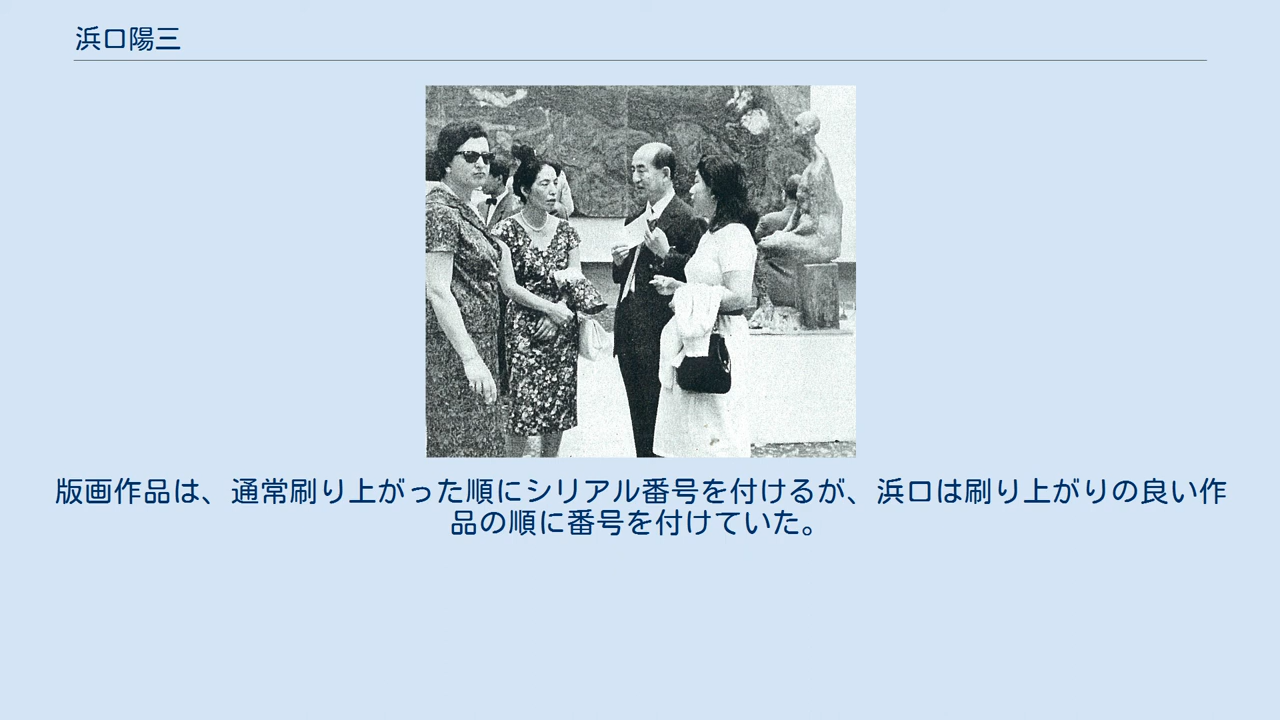 浜口陽三
版画作品は、通常刷り上がった順にシリアル番号を付けるが、浜口は刷り上がりの良い作
品の順に番号を付けていた。